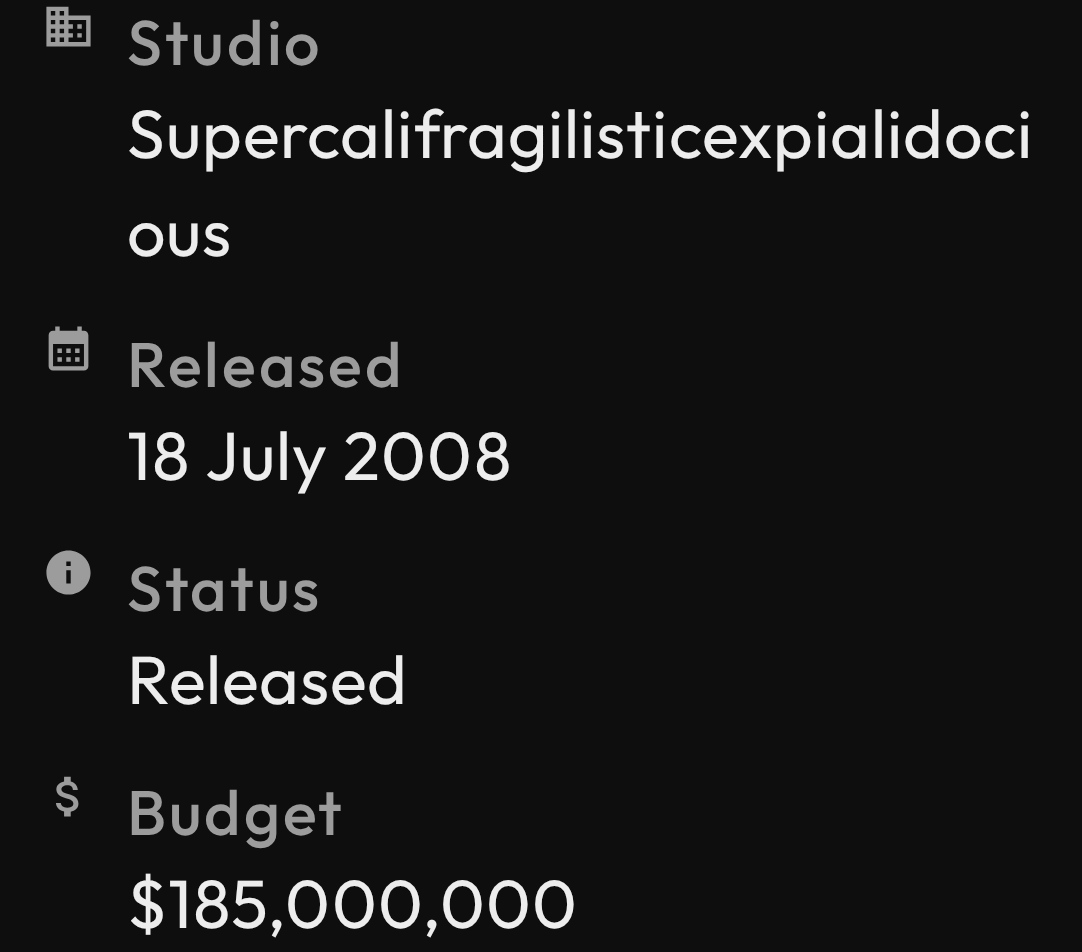 Studio
Supercalifragilisticexpialidoci
ous
Released
18 July 2008
Status
Released
Budget
$185,000,000